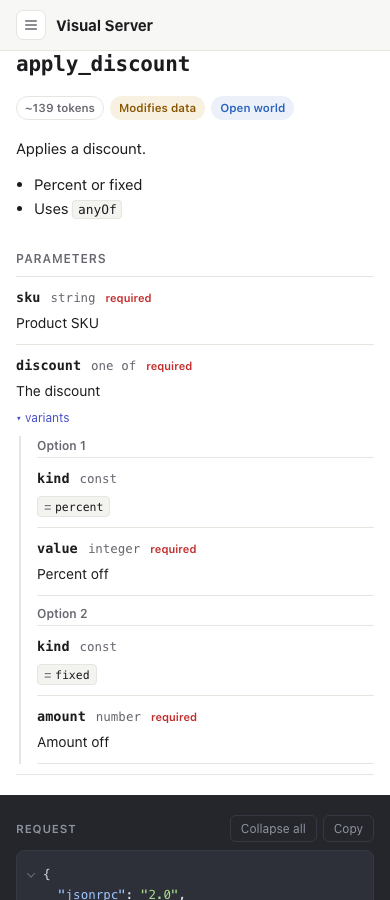 Visual Server
apply_discount
~139 tokens Modifies data Open world
Applies a discount.
• Percent or fixed
• Uses anyOf
PARAMETERS
sku string required
Product SKU
discount one of required
The discount
▾ variants
Option 1
kind const
= percent
value integer required
Percent off
Option 2
kind const
= fixed
amount number required
Amount off
REQUEST Collapse all Copy
{
"jsonrpc": "2.0",